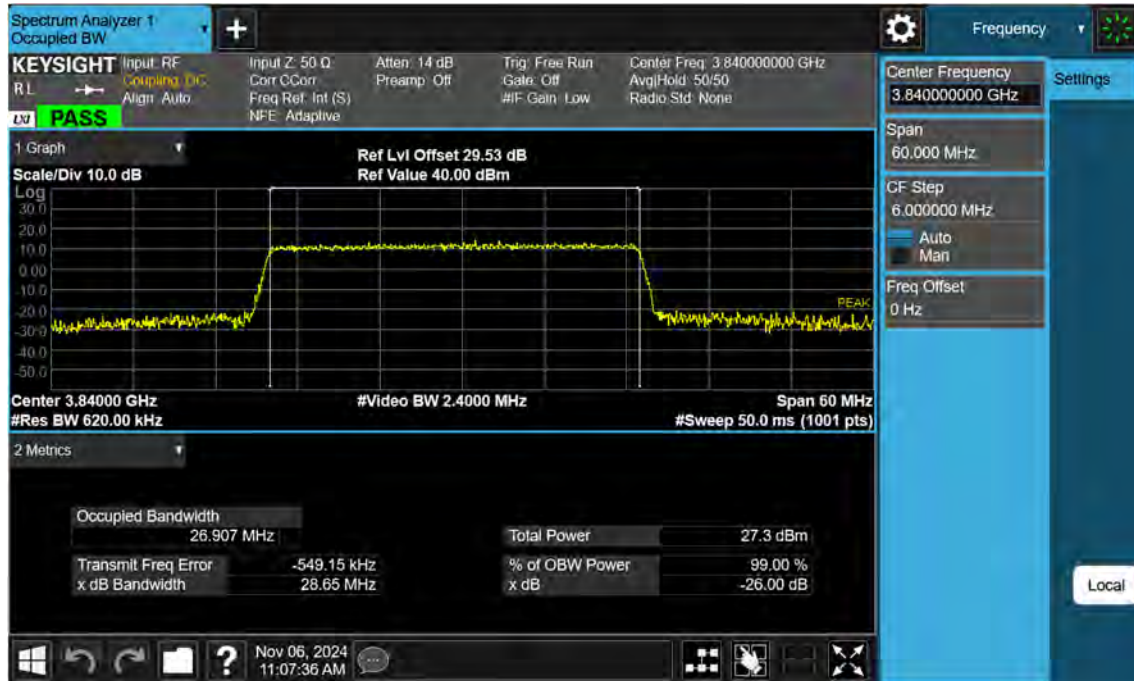 Spectrum Analyzer 1
Occupied BW
+
Frequency
KEYSIGHT
RL
LXI PASS
Input: RF
Coupling: DC
Align: Auto
Input Z: 50 Ω
Corr CCorr
Freq Ref: Int (S)
NFE: Adaptive
Atten: 14 dB
Preamp: Off
Trig: Free Run
Gate: Off
#IF Gain: Low
Center Freq: 3.840000000 GHz
Avg|Hold: 50/50
Radio Std: None
Center Frequency
3.840000000 GHz
Settings
Span
60.000 MHz
CF Step
6.000000 MHz
Auto
Man
Freq Offset
0 Hz
Local
1 Graph
Scale/Div 10.0 dB
Ref Lvl Offset 29.53 dB
Ref Value 40.00 dBm
Log
30.0
20.0
10.0
0.00
-10.0
-20.0
-30.0
-40.0
-50.0
PEAK
Center 3.84000 GHz
#Video BW 2.4000 MHz
Span 60 MHz
#Res BW 620.00 kHz
#Sweep 50.0 ms (1001 pts)
2 Metrics
Occupied Bandwidth
26.907 MHz
Total Power 27.3 dBm
Transmit Freq Error -549.15 kHz
% of OBW Power 99.00 %
x dB Bandwidth 28.65 MHz
x dB -26.00 dB
?
Nov 06, 2024
11:07:36 AM